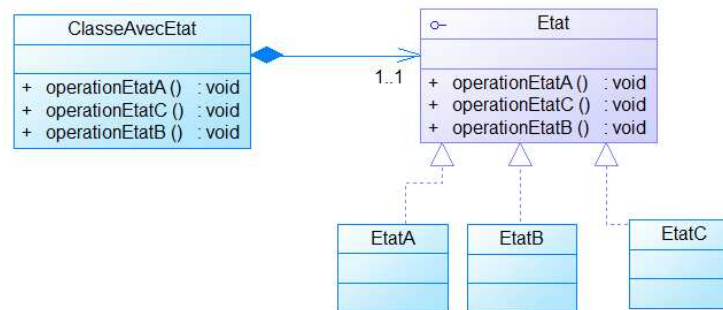 ClasseAvecEtat
+ operationEtatA () : void
+ operationEtatC () : void
+ operationEtatB () : void
1..1
Etat
+ operationEtatA () : void
+ operationEtatC () : void
+ operationEtatB () : void
EtatA
EtatB
EtatC